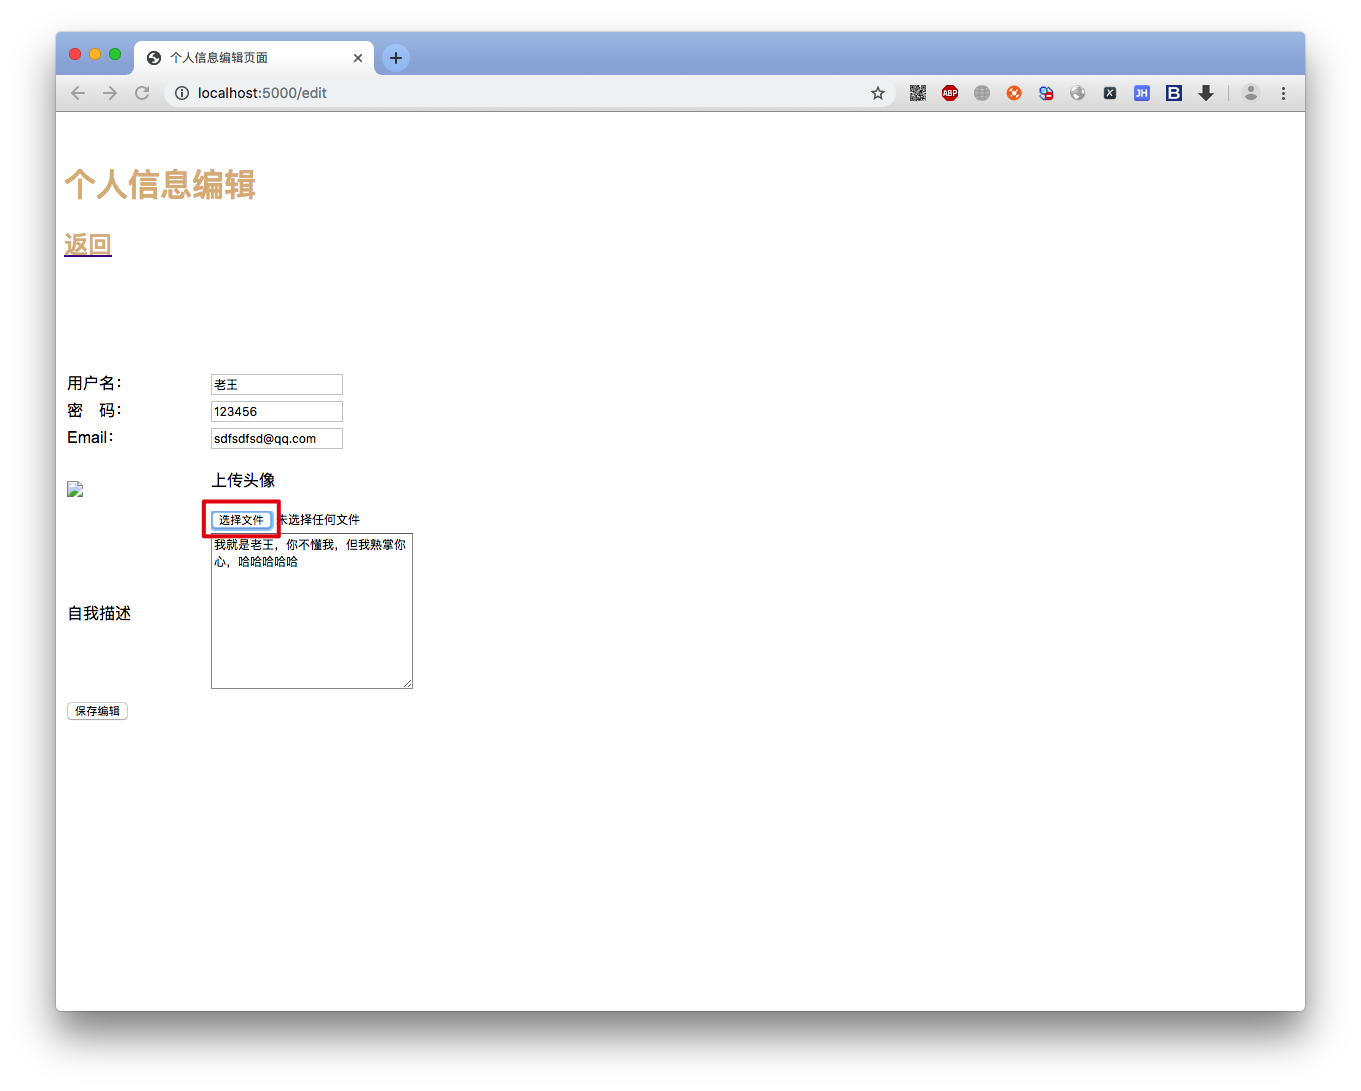 个人信息编辑页面
localhost:5000/edit
ABP
JH
B
个人信息编辑
返回
用户名：
老王
密 码：
123456
Email：
sdfsdfsd@qq.com
上传头像
选择文件 未选择任何文件
我就是老王，你不懂我，但我熟掌你
心，哈哈哈哈哈
自我描述
保存编辑